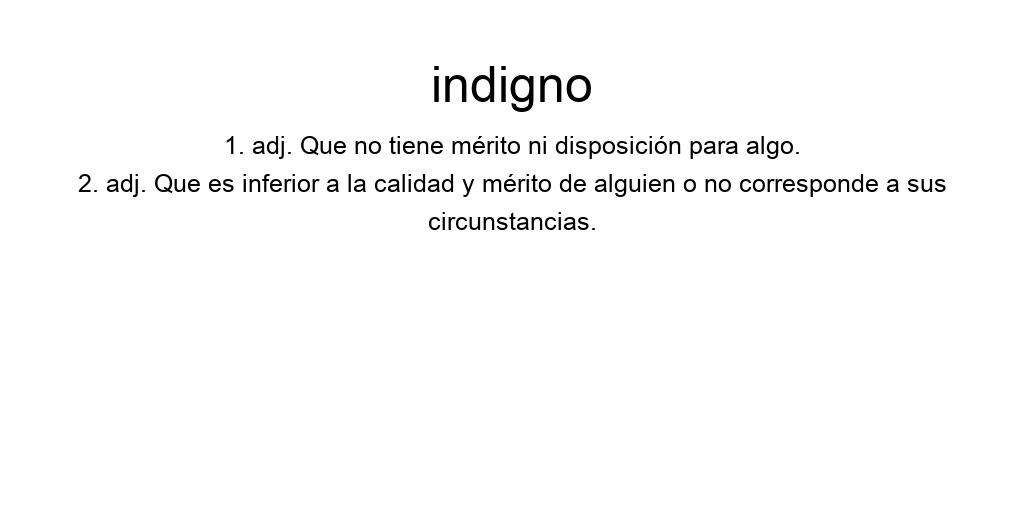 indigno
1. adj. Que no tiene mérito ni disposición para algo.
2. adj. Que es inferior a la calidad y mérito de alguien o no corresponde a sus
circunstancias.